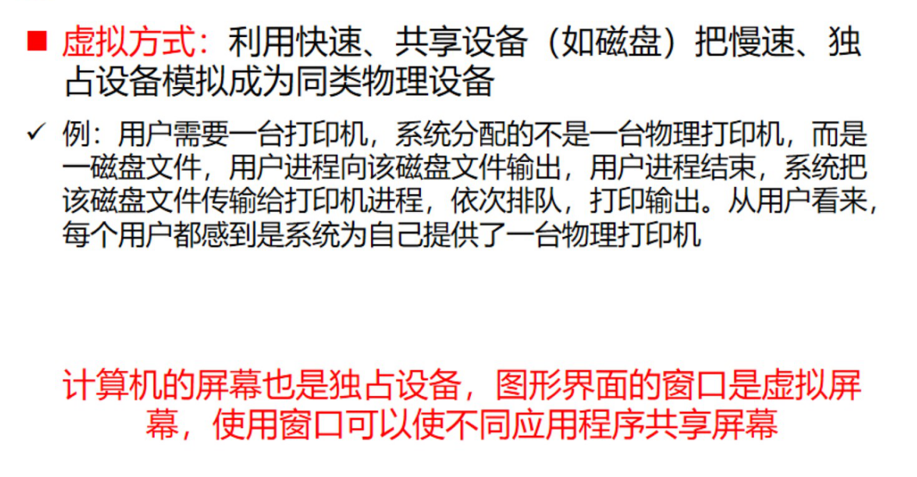 ■ 虚拟方式：利用快速、共享设备（如磁盘）把慢速、独
占设备模拟成为同类物理设备
✓ 例：用户需要一台打印机，系统分配的不是一台物理打印机，而是
一磁盘文件，用户进程向该磁盘文件输出，用户进程结束，系统把
该磁盘文件传输给打印机进程，依次排队，打印输出。从用户看来，
每个用户都感到是系统为自己提供了一台物理打印机
计算机的屏幕也是独占设备，图形界面的窗口是虚拟屏
幕，使用窗口可以使不同应用程序共享屏幕